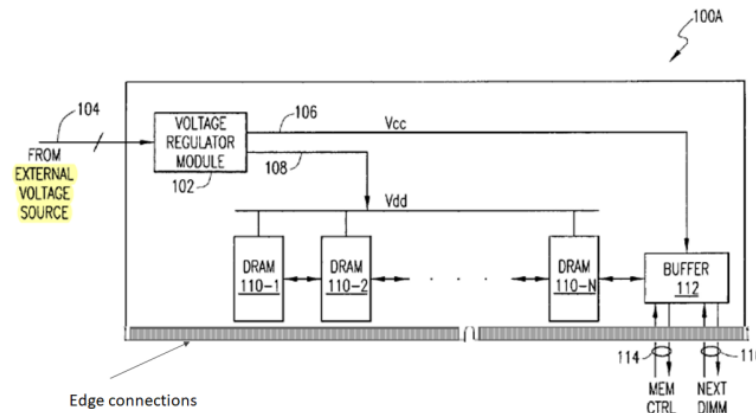 100A
104
VOLTAGE
REGULATOR
MODULE
102
106
Vcc
108
FROM
EXTERNAL
VOLTAGE
SOURCE
Vdd
DRAM
110-1
DRAM
110-2
DRAM
110-N
BUFFER
112
114
MEM
CTRL
NEXT
DIMM
Edge connections